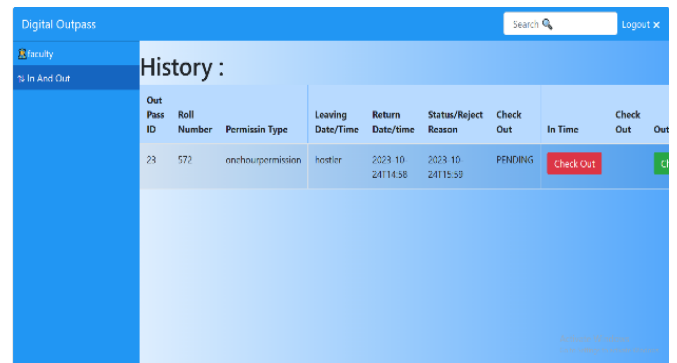 Digital Outpass
Search
Logout ×
faculty
In And Out
History :
Out Pass ID Roll Number Permissin Type Leaving Date/Time Return Date/time Status/Reject Reason Check Out In Time Check Out Out
23 572 onehourpermission hostler 2023-10-24T14:58 2023-10-24T15:59 PENDING Check Out Ch